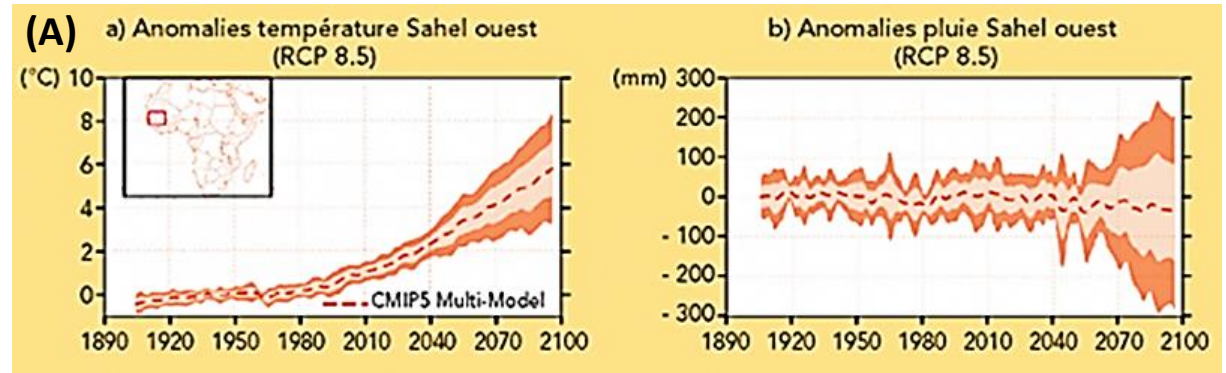 (A)
a) Anomalies température Sahel ouest
(RCP 8.5)
(°C)
10
8
6
4
2
0
CMIP5 Multi-Model
1890 1920 1950 1980 2010 2040 2070 2100
b) Anomalies pluie Sahel ouest
(RCP 8.5)
(mm) 300
200
100
0
- 100
- 200
- 300
1890 1920 1950 1980 2010 2040 2070 2100